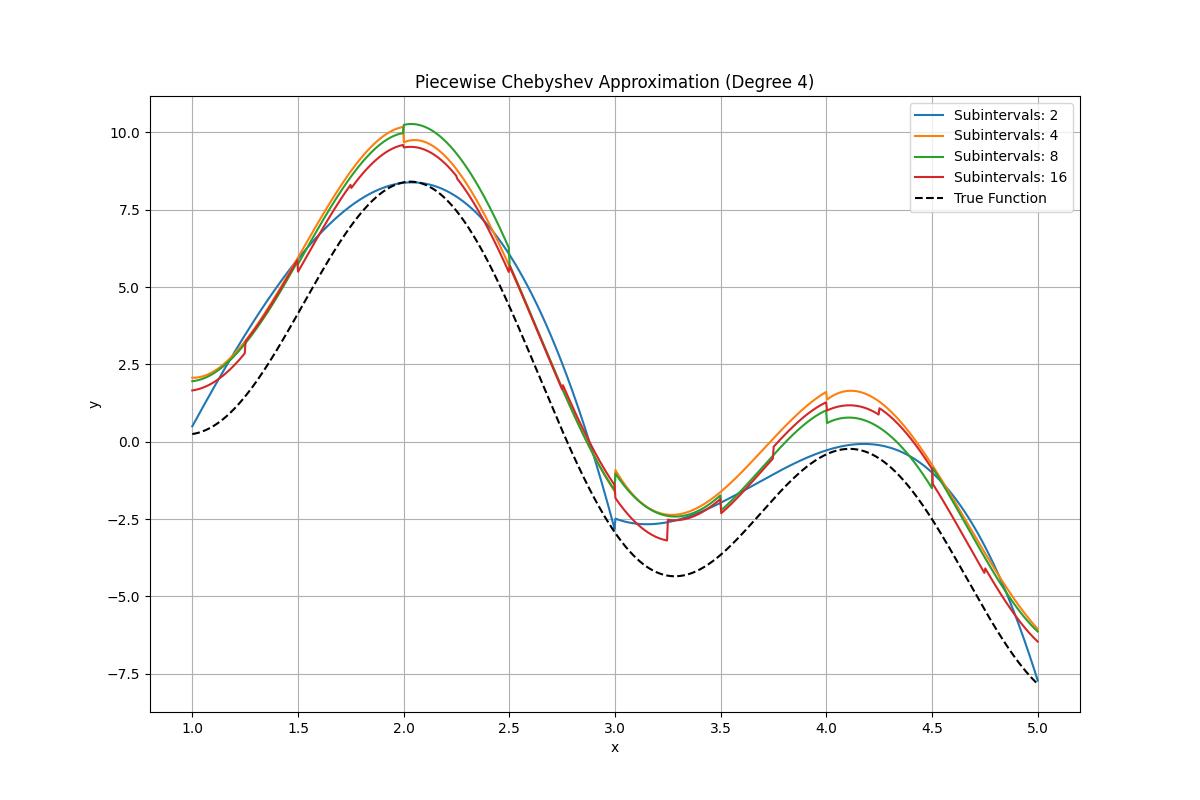 Piecewise Chebyshev Approximation (Degree 4)
Subintervals: 2
Subintervals: 4
Subintervals: 8
Subintervals: 16
True Function
10.0
7.5
5.0
2.5
0.0
−2.5
−5.0
−7.5
y
1.0 1.5 2.0 2.5 3.0 3.5 4.0 4.5 5.0
x